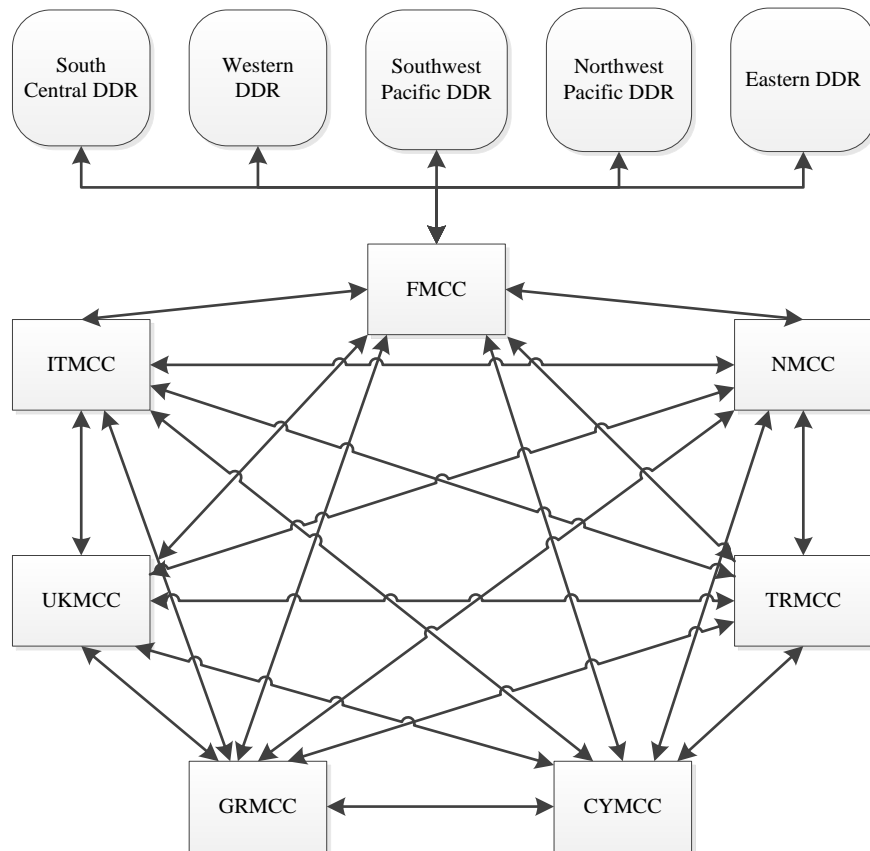 South
Central DDR
Western
DDR
Southwest
Pacific DDR
Northwest
Pacific DDR
Eastern DDR
FMCC
ITMCC
NMCC
UKMCC
TRMCC
GRMCC
CYMCC